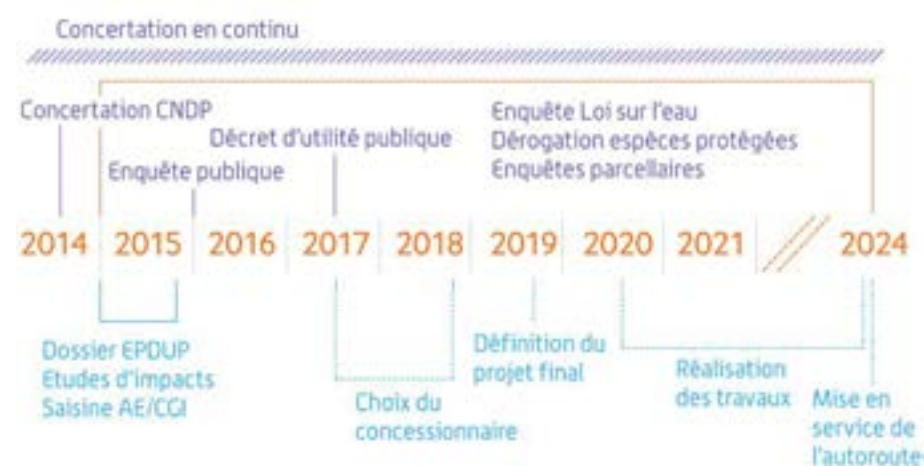 Concertation en continu
Concertation CNDP
Décret d'utilité publique
Enquête publique
Enquête Loi sur l'eau
Dérogation espèces protégées
Enquêtes parcellaires
2014 2015 2016 2017 2018 2019 2020 2021 2024
Dossier EPDUP
Etudes d'impacts
Saisine AE/CGI
Choix du
concessionnaire
Définition du
projet final
Réalisation
des travaux
Mise en
service de
l'autoroute